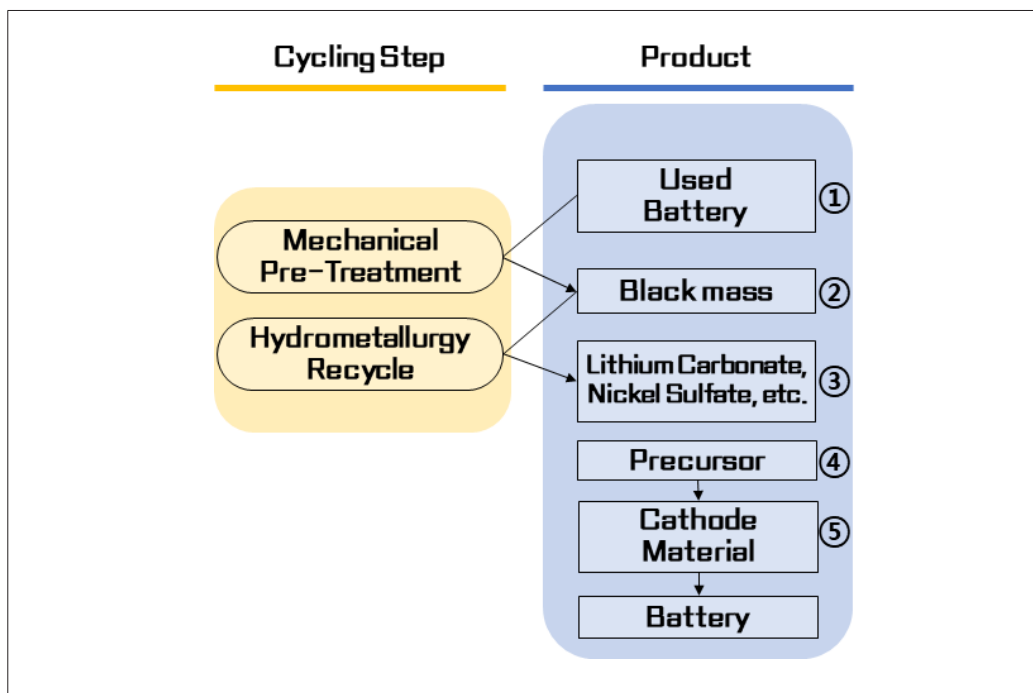 Cycling Step
Product
Used
Battery
①
Mechanical
Pre-Treatment
Black mass
②
Hydrometallurgy
Recycle
Lithium Carbonate,
Nickel Sulfate, etc.
③
Precursor
④
Cathode
Material
⑤
Battery